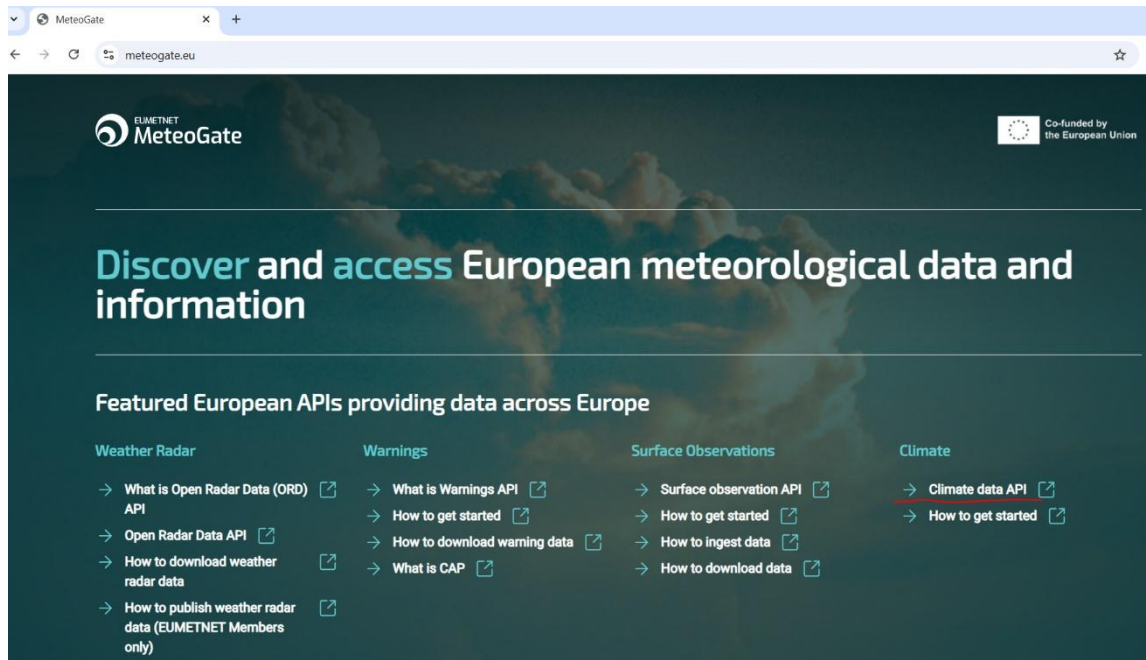 MeteoGate
meteogate.eu
EUMETNET
MeteoGate
Co-funded by
the European Union
Discover and access European meteorological data and
information
Featured European APIs providing data across Europe
Weather Radar
What is Open Radar Data (ORD)
API
Open Radar Data API
How to download weather
radar data
How to publish weather radar
data (EUMETNET Members
only)
Warnings
What is Warnings API
How to get started
How to download warning data
What is CAP
Surface Observations
Surface observation API
How to get started
How to ingest data
How to download data
Climate
Climate data API
How to get started